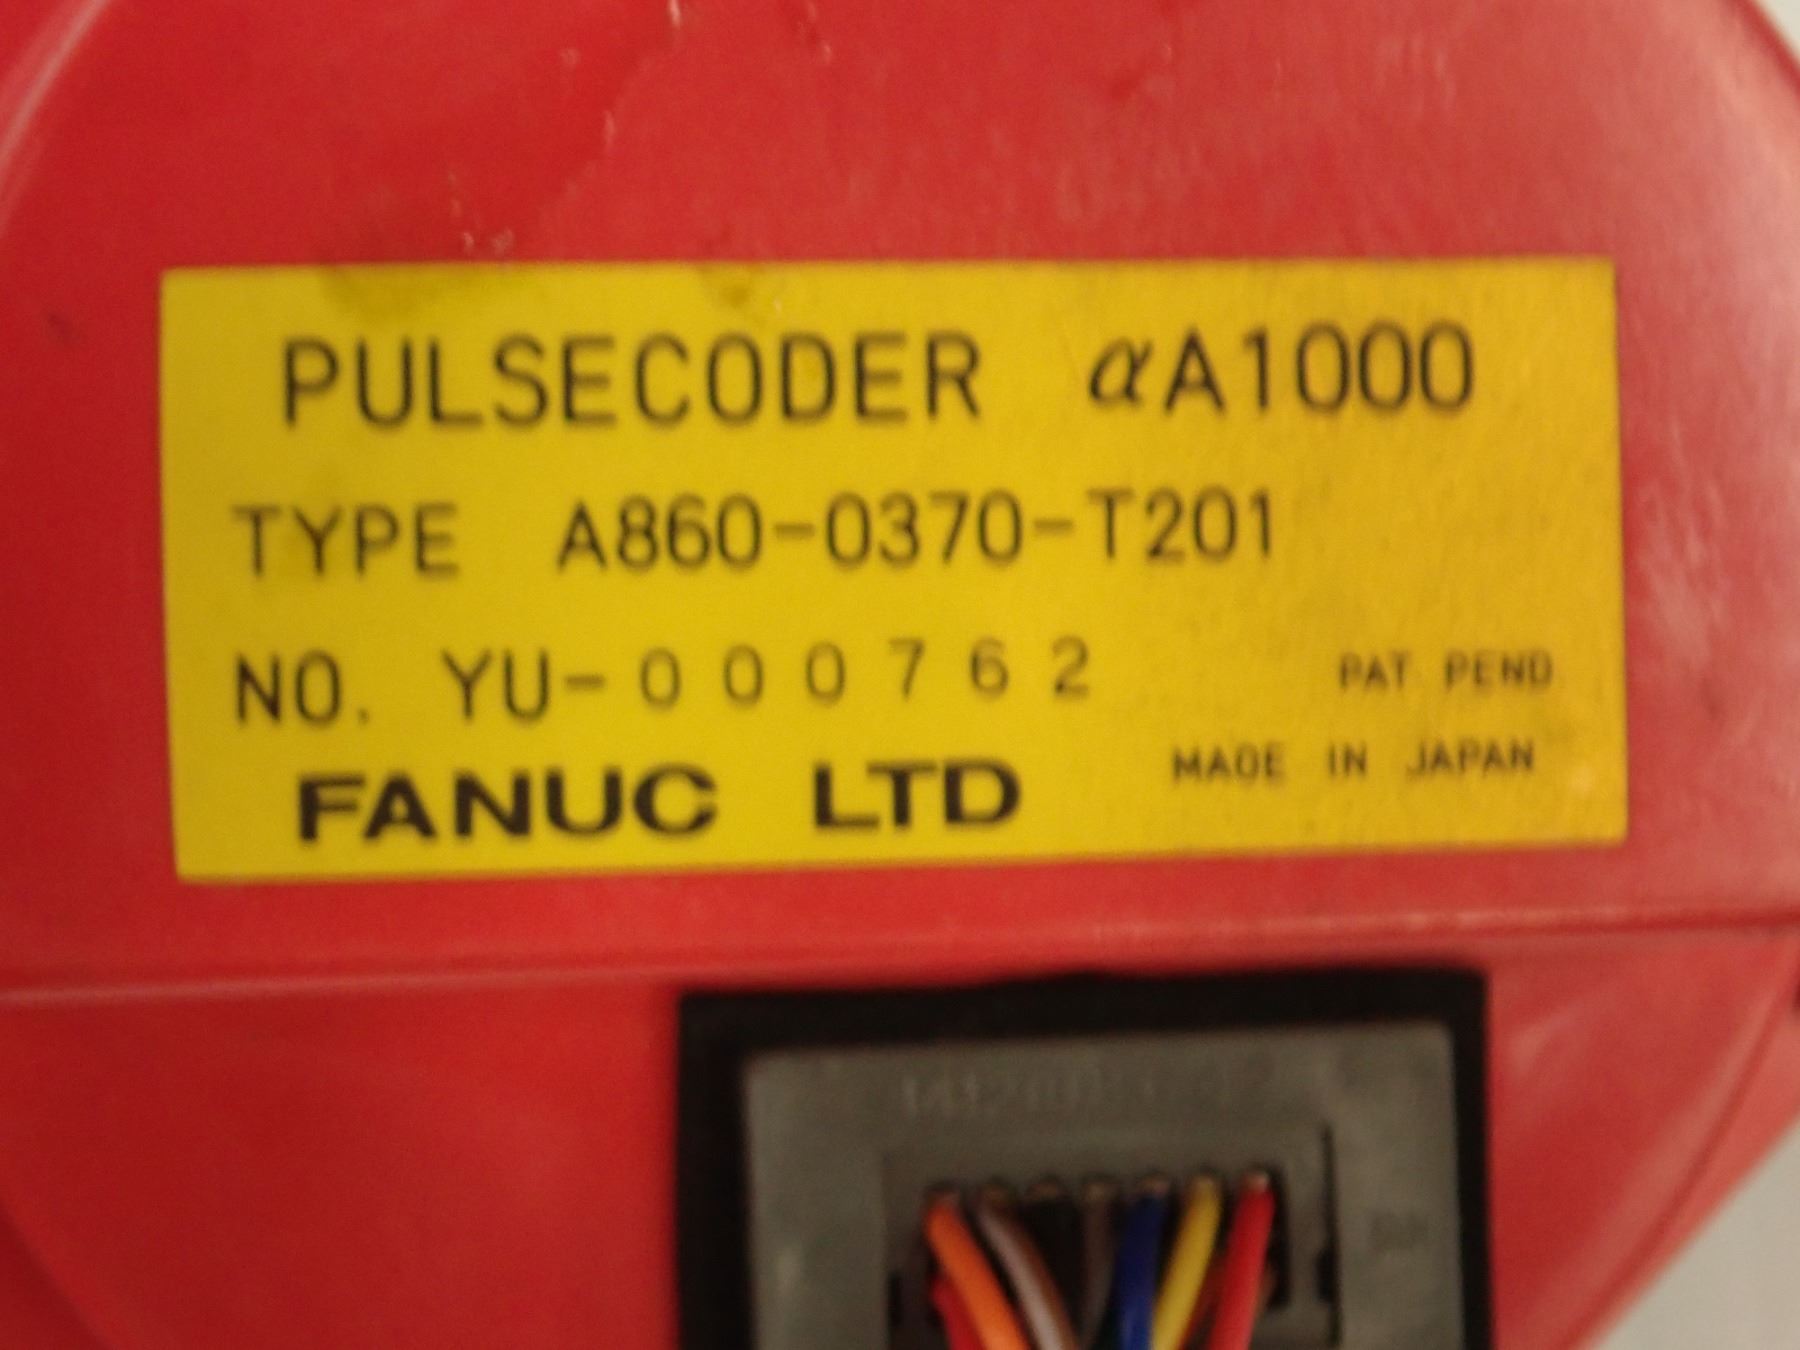 PULSECODER αA1000
TYPE A860-0370-T201
NO. YU-000762 PAT. PEND.
FANUC LTD MADE IN JAPAN